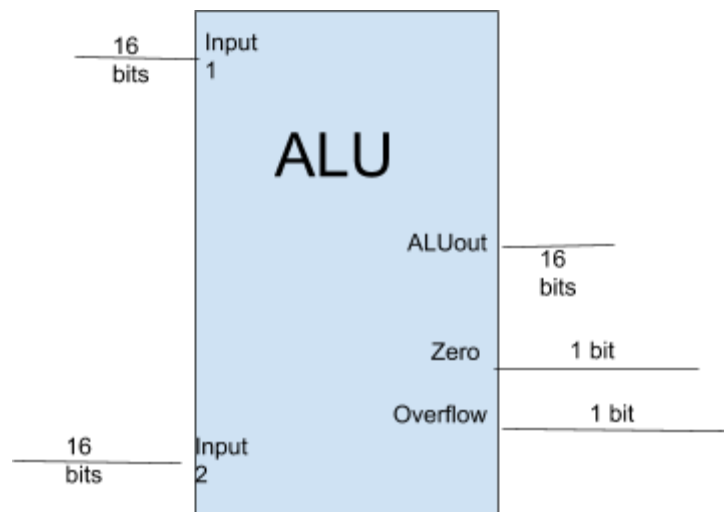 16
bits
Input
1
ALU
ALUout
16
bits
Zero
1 bit
Overflow
1 bit
16
bits
Input
2